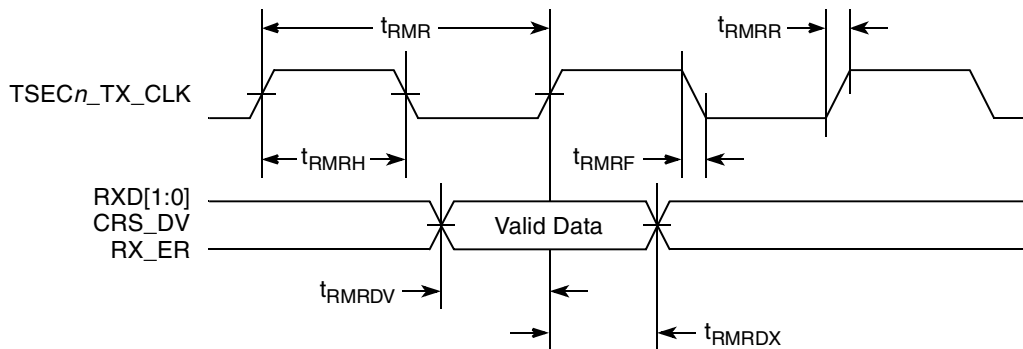 tRMR
tRMRR
TSECn_TX_CLK
tRMRH
tRMRF
RXD[1:0]
CRS_DV
RX_ER
Valid Data
tRMRDV
tRMRDX